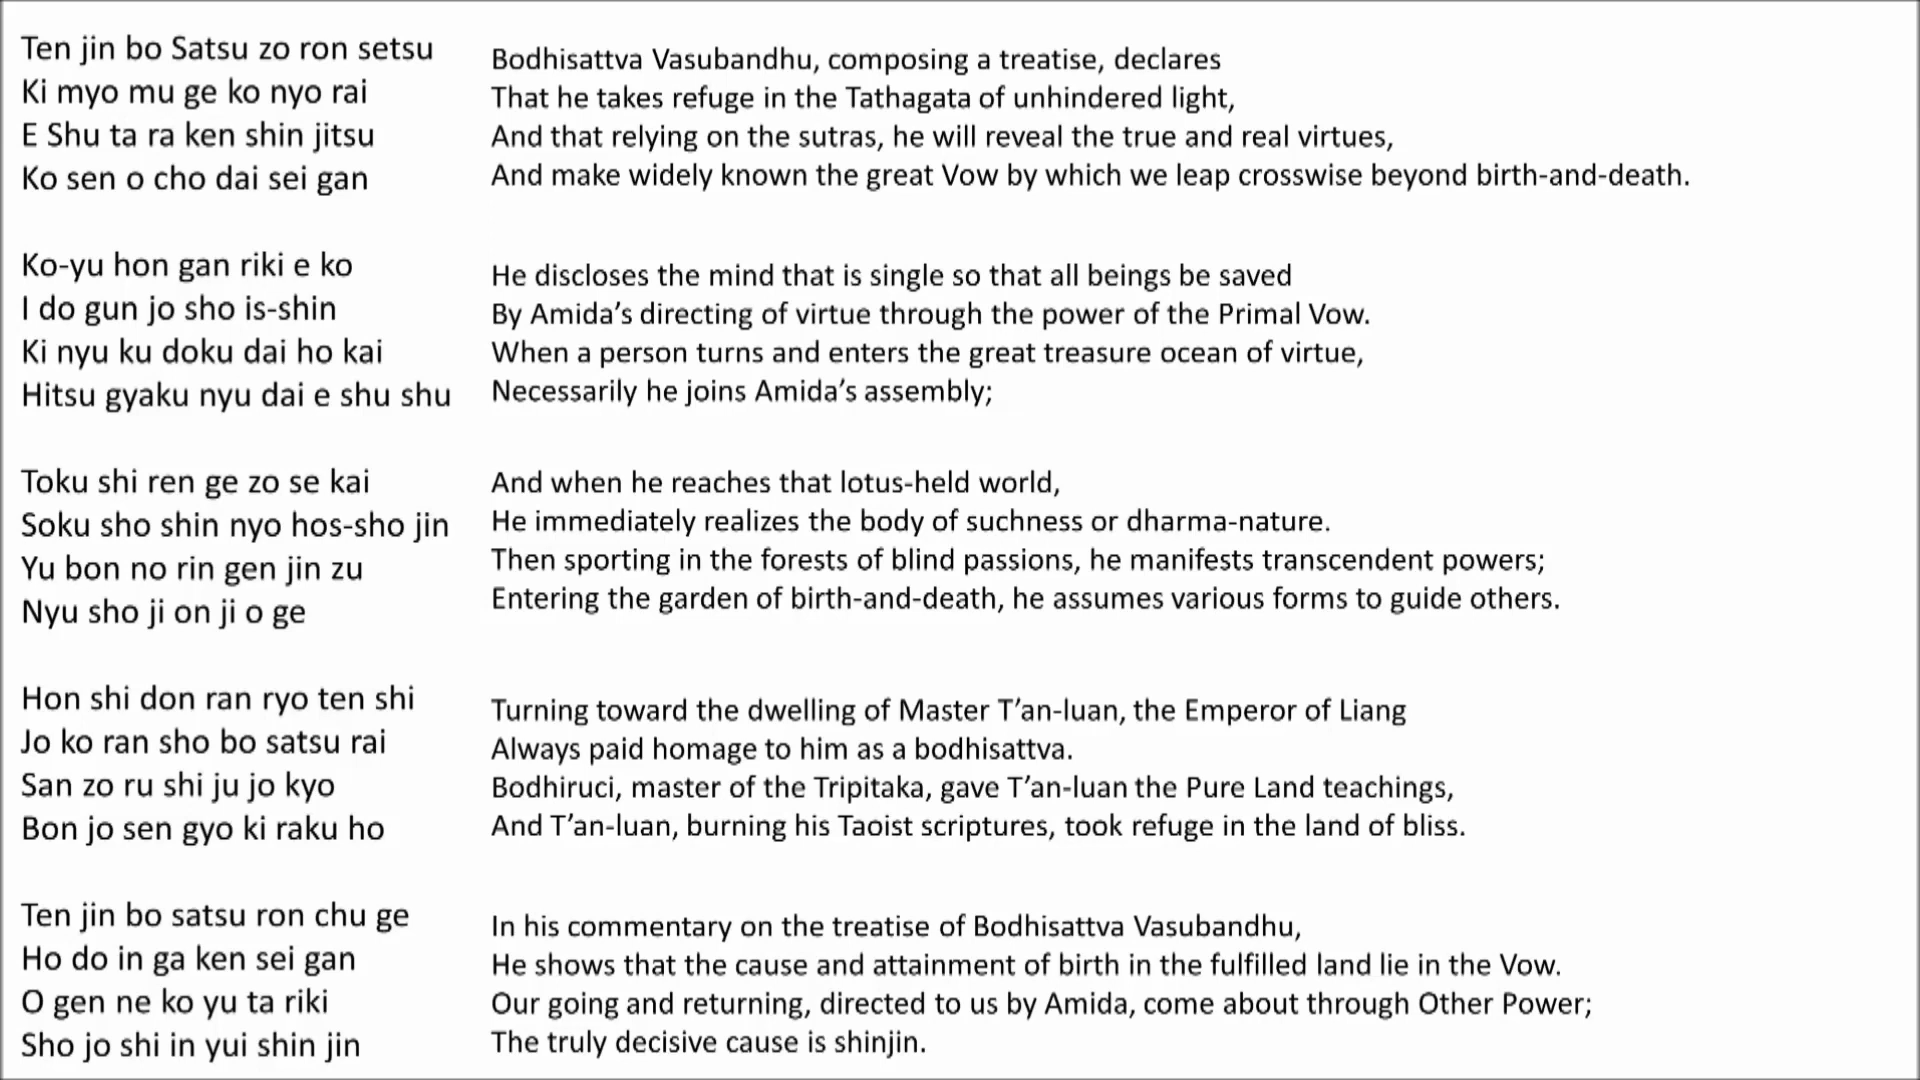 Ten jin bo Satsu zo ron setsu
Ki myo mu ge ko nyo rai
E Shu ta ra ken shin jitsu
Ko sen o cho dai sei gan
Bodhisattva Vasubandhu, composing a treatise, declares
That he takes refuge in the Tathagata of unhindered light,
And that relying on the sutras, he will reveal the true and real virtues,
And make widely known the great Vow by which we leap crosswise beyond birth-and-death.
Ko-yu hon gan riki e ko
I do gun jo sho is-shin
Ki nyu ku doku dai ho kai
Hitsu gyaku nyu dai e shu shu
He discloses the mind that is single so that all beings be saved
By Amida’s directing of virtue through the power of the Primal Vow.
When a person turns and enters the great treasure ocean of virtue,
Necessarily he joins Amida’s assembly;
Toku shi ren ge zo se kai
Soku sho shin nyo hos-sho jin
Yu bon no rin gen jin zu
Nyu sho ji on ji o ge
And when he reaches that lotus-held world,
He immediately realizes the body of suchness or dharma-nature.
Then sporting in the forests of blind passions, he manifests transcendent powers;
Entering the garden of birth-and-death, he assumes various forms to guide others.
Hon shi don ran ryo ten shi
Jo ko ran sho bo satsu rai
San zo ru shi ju jo kyo
Bon jo sen gyo ki raku ho
Turning toward the dwelling of Master T’an-luan, the Emperor of Liang
Always paid homage to him as a bodhisattva.
Bodhiruci, master of the Tripitaka, gave T’an-luan the Pure Land teachings,
And T’an-luan, burning his Taoist scriptures, took refuge in the land of bliss.
Ten jin bo satsu ron chu ge
Ho do in ga ken sei gan
O gen ne ko yu ta riki
Sho jo shi in yui shin jin
In his commentary on the treatise of Bodhisattva Vasubandhu,
He shows that the cause and attainment of birth in the fulfilled land lie in the Vow.
Our going and returning, directed to us by Amida, come about through Other Power;
The truly decisive cause is shinjin.